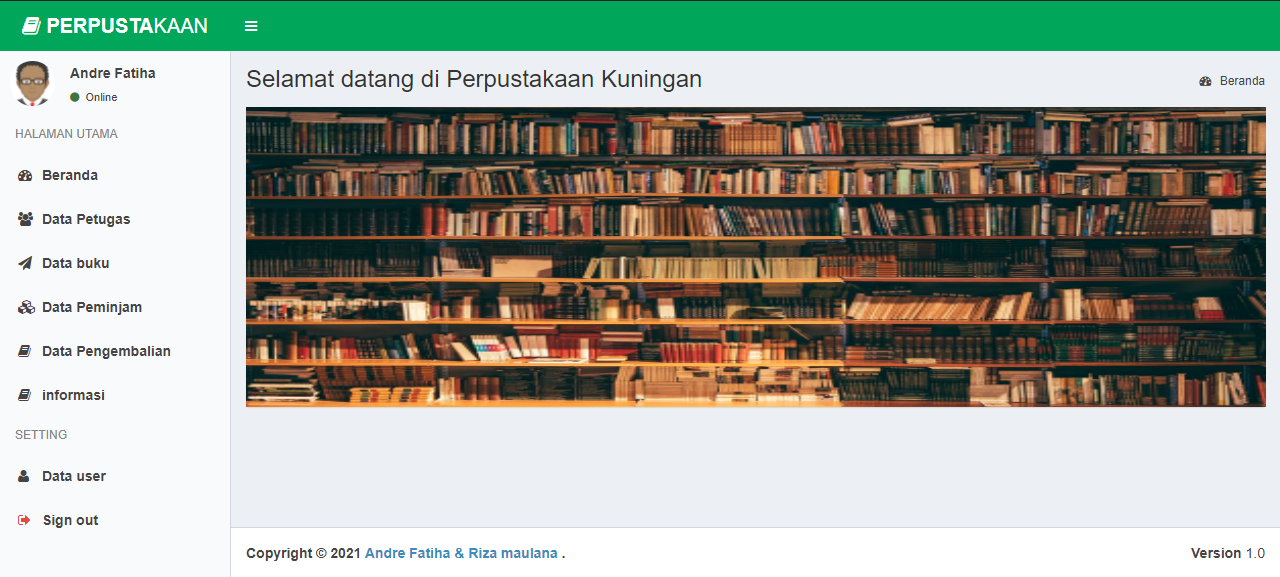 PERPUSTAKAAN
Andre Fatiha
Online
HALAMAN UTAMA
Beranda
Data Petugas
Data buku
Data Peminjam
Data Pengembalian
informasi
SETTING
Data user
Sign out
Selamat datang di Perpustakaan Kuningan
Beranda
Copyright © 2021 Andre Fatiha & Riza maulana .
Version 1.0